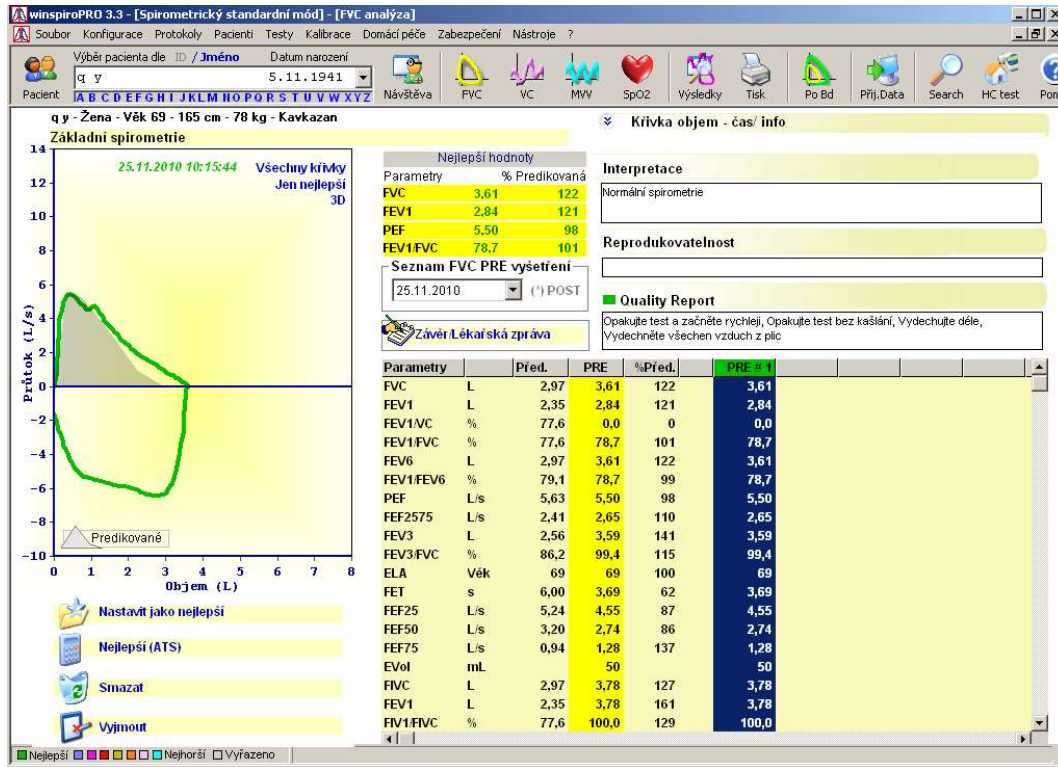 winspiroPRO 3.3 - [Spirometrický standardní mód] - [FVC analýza]
Soubor Konfigurace Protokoly Pacienti Testy Kalibrace Domácí péče Zabezpečení Nástroje ?
Výběr pacienta dle ID / Jméno Datum narození
q y 5.11.1941
A B C D E F G H I J K L M N O P Q R S T U V W X Y Z
Pacient Návštěva FVC VC MVV SpO2 Výsledky Tisk Po Bd Přij.Data Search HC test
q y - Žena - Věk 69 - 165 cm - 78 kg - Kavkazan
Základní spirometrie
25.11.2010 10:15:44
Všechny křivky
Jen nejlepší
3D
14
12
10
8
6
4
2
0
-2
-4
-6
-8
-10
Průtok (L/s)
Predikované
0 1 2 3 4 5 6 7 8
Objem (L)
Nastavit jako nejlepší
Nejlepší (ATS)
Smazat
Vyjmout
Nejlepší hodnoty
Parametry % Predikovaná
FVC 3,61 122
FEV1 2,84 121
PEF 5,50 98
FEV1/FVC 78,7 101
Seznam FVC PRE vyšetření
25.11.2010 (*) POST
Závěr/Lékařská zpráva
Křivka objem - čas/ info
Interpretace
Normální spirometrie
Reprodukovatelnost
Quality Report
Opakujte test a začněte rychleji, Opakujte test bez kašlání, Vydechujte déle,
Vydechněte všechen vzduch z plic
Parametry Před. PRE %Před. PRE # 1
FVC L 2,97 3,61 122 3,61
FEV1 L 2,35 2,84 121 2,84
FEV1/VC % 77,6 0,0 0 0,0
FEV1/FVC % 77,6 78,7 101 78,7
FEV6 L 2,97 3,61 122 3,61
FEV1/FEV6 % 79,1 78,7 99 78,7
PEF L/s 5,63 5,50 98 5,50
FEF2575 L/s 2,41 2,65 110 2,65
FEV3 L 2,56 3,59 141 3,59
FEV3/FVC % 86,2 99,4 115 99,4
ELA Věk 69 69 100 69
FET s 6,00 3,69 62 3,69
FEF25 L/s 5,24 4,55 87 4,55
FEF50 L/s 3,20 2,74 86 2,74
FEF75 L/s 0,94 1,28 137 1,28
EVol mL 50 50
FIVC L 2,97 3,78 127 3,78
FEV1 L 2,35 3,78 161 3,78
FIV1/FIVC % 77,6 100,0 129 100,0
Nejlepší Nejhorší Vyřazeno